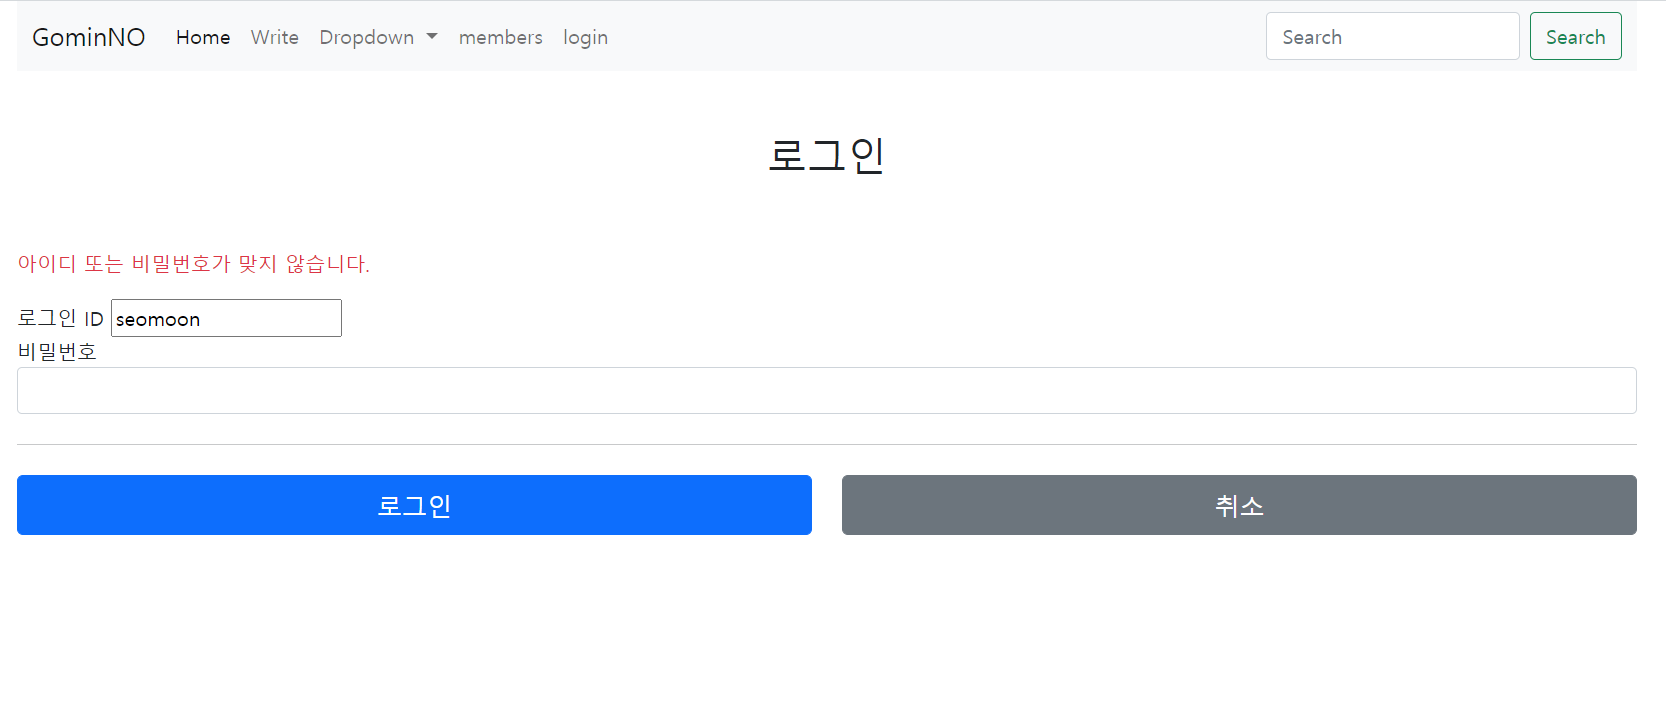 GominNO Home Write Dropdown members login Search Search
로그인
아이디 또는 비밀번호가 맞지 않습니다.
로그인 ID seomoon
비밀번호
로그인 취소